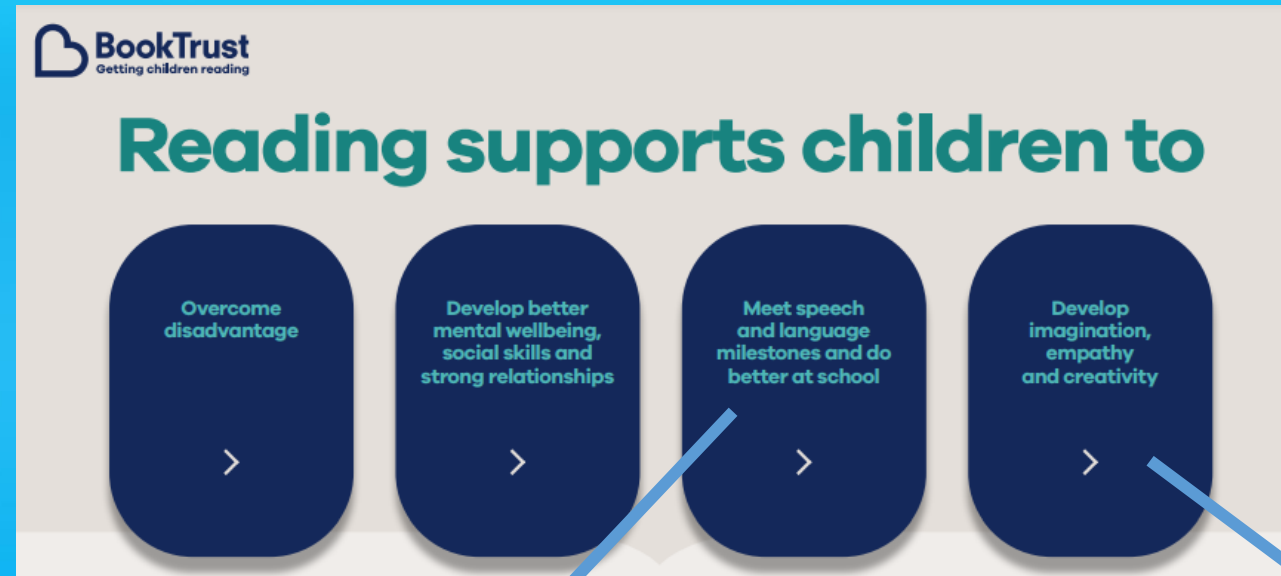 BookTrust
Getting children reading
Reading supports children to
Overcome
disadvantage
Develop better
mental wellbeing,
social skills and
strong relationships
Meet speech
and language
milestones and do
better at school
Develop
imagination,
empathy
and creativity